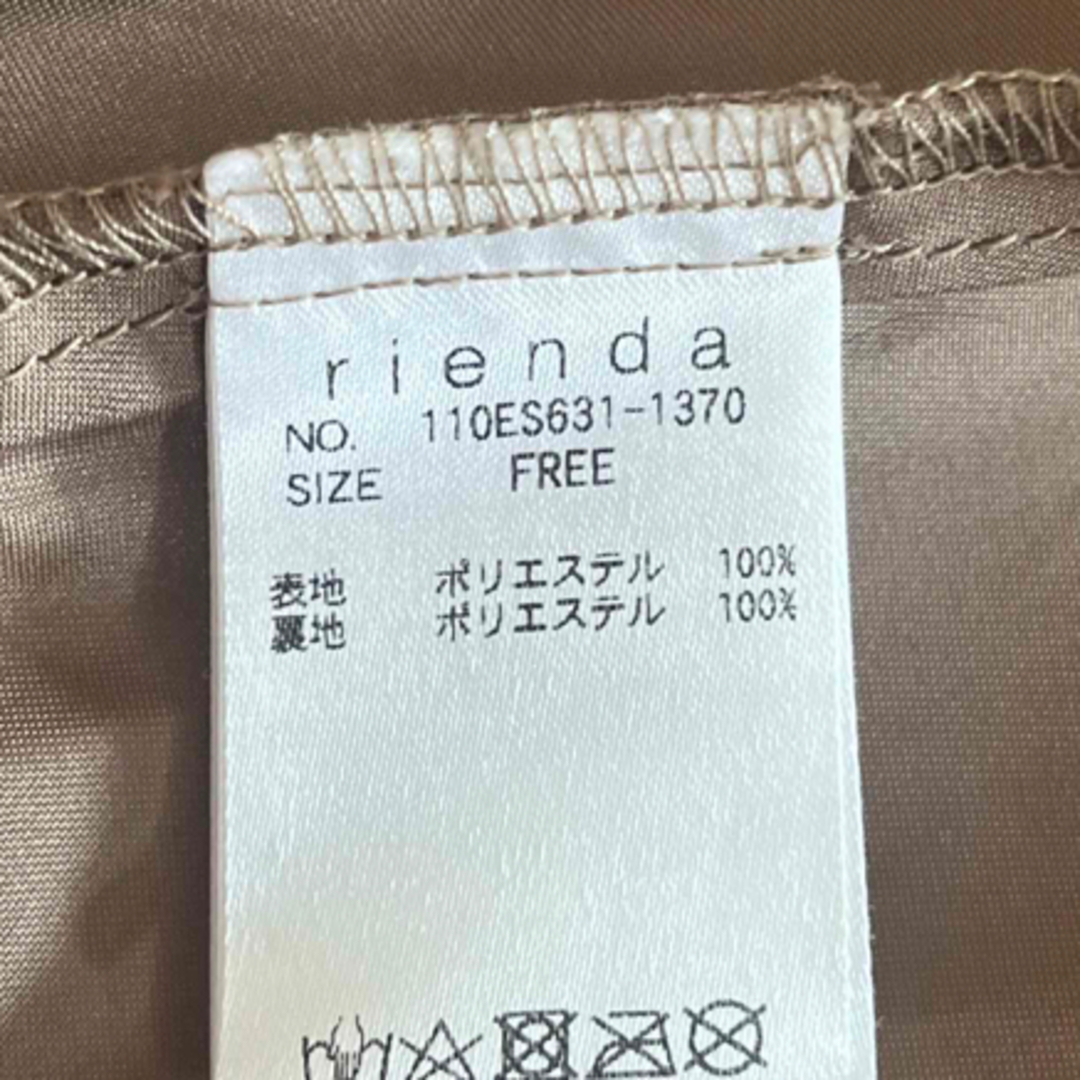 rienda
NO. 110ES631-1370
SIZE FREE
表地 ポリエステル 100%
裏地 ポリエステル 100%